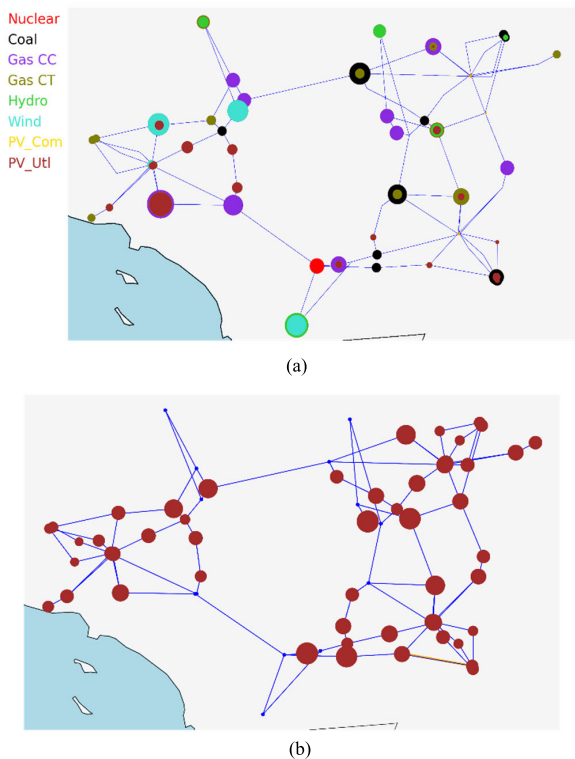 Nuclear
Coal
Gas CC
Gas CT
Hydro
Wind
PV_Com
PV_Utl
(a)
(b)